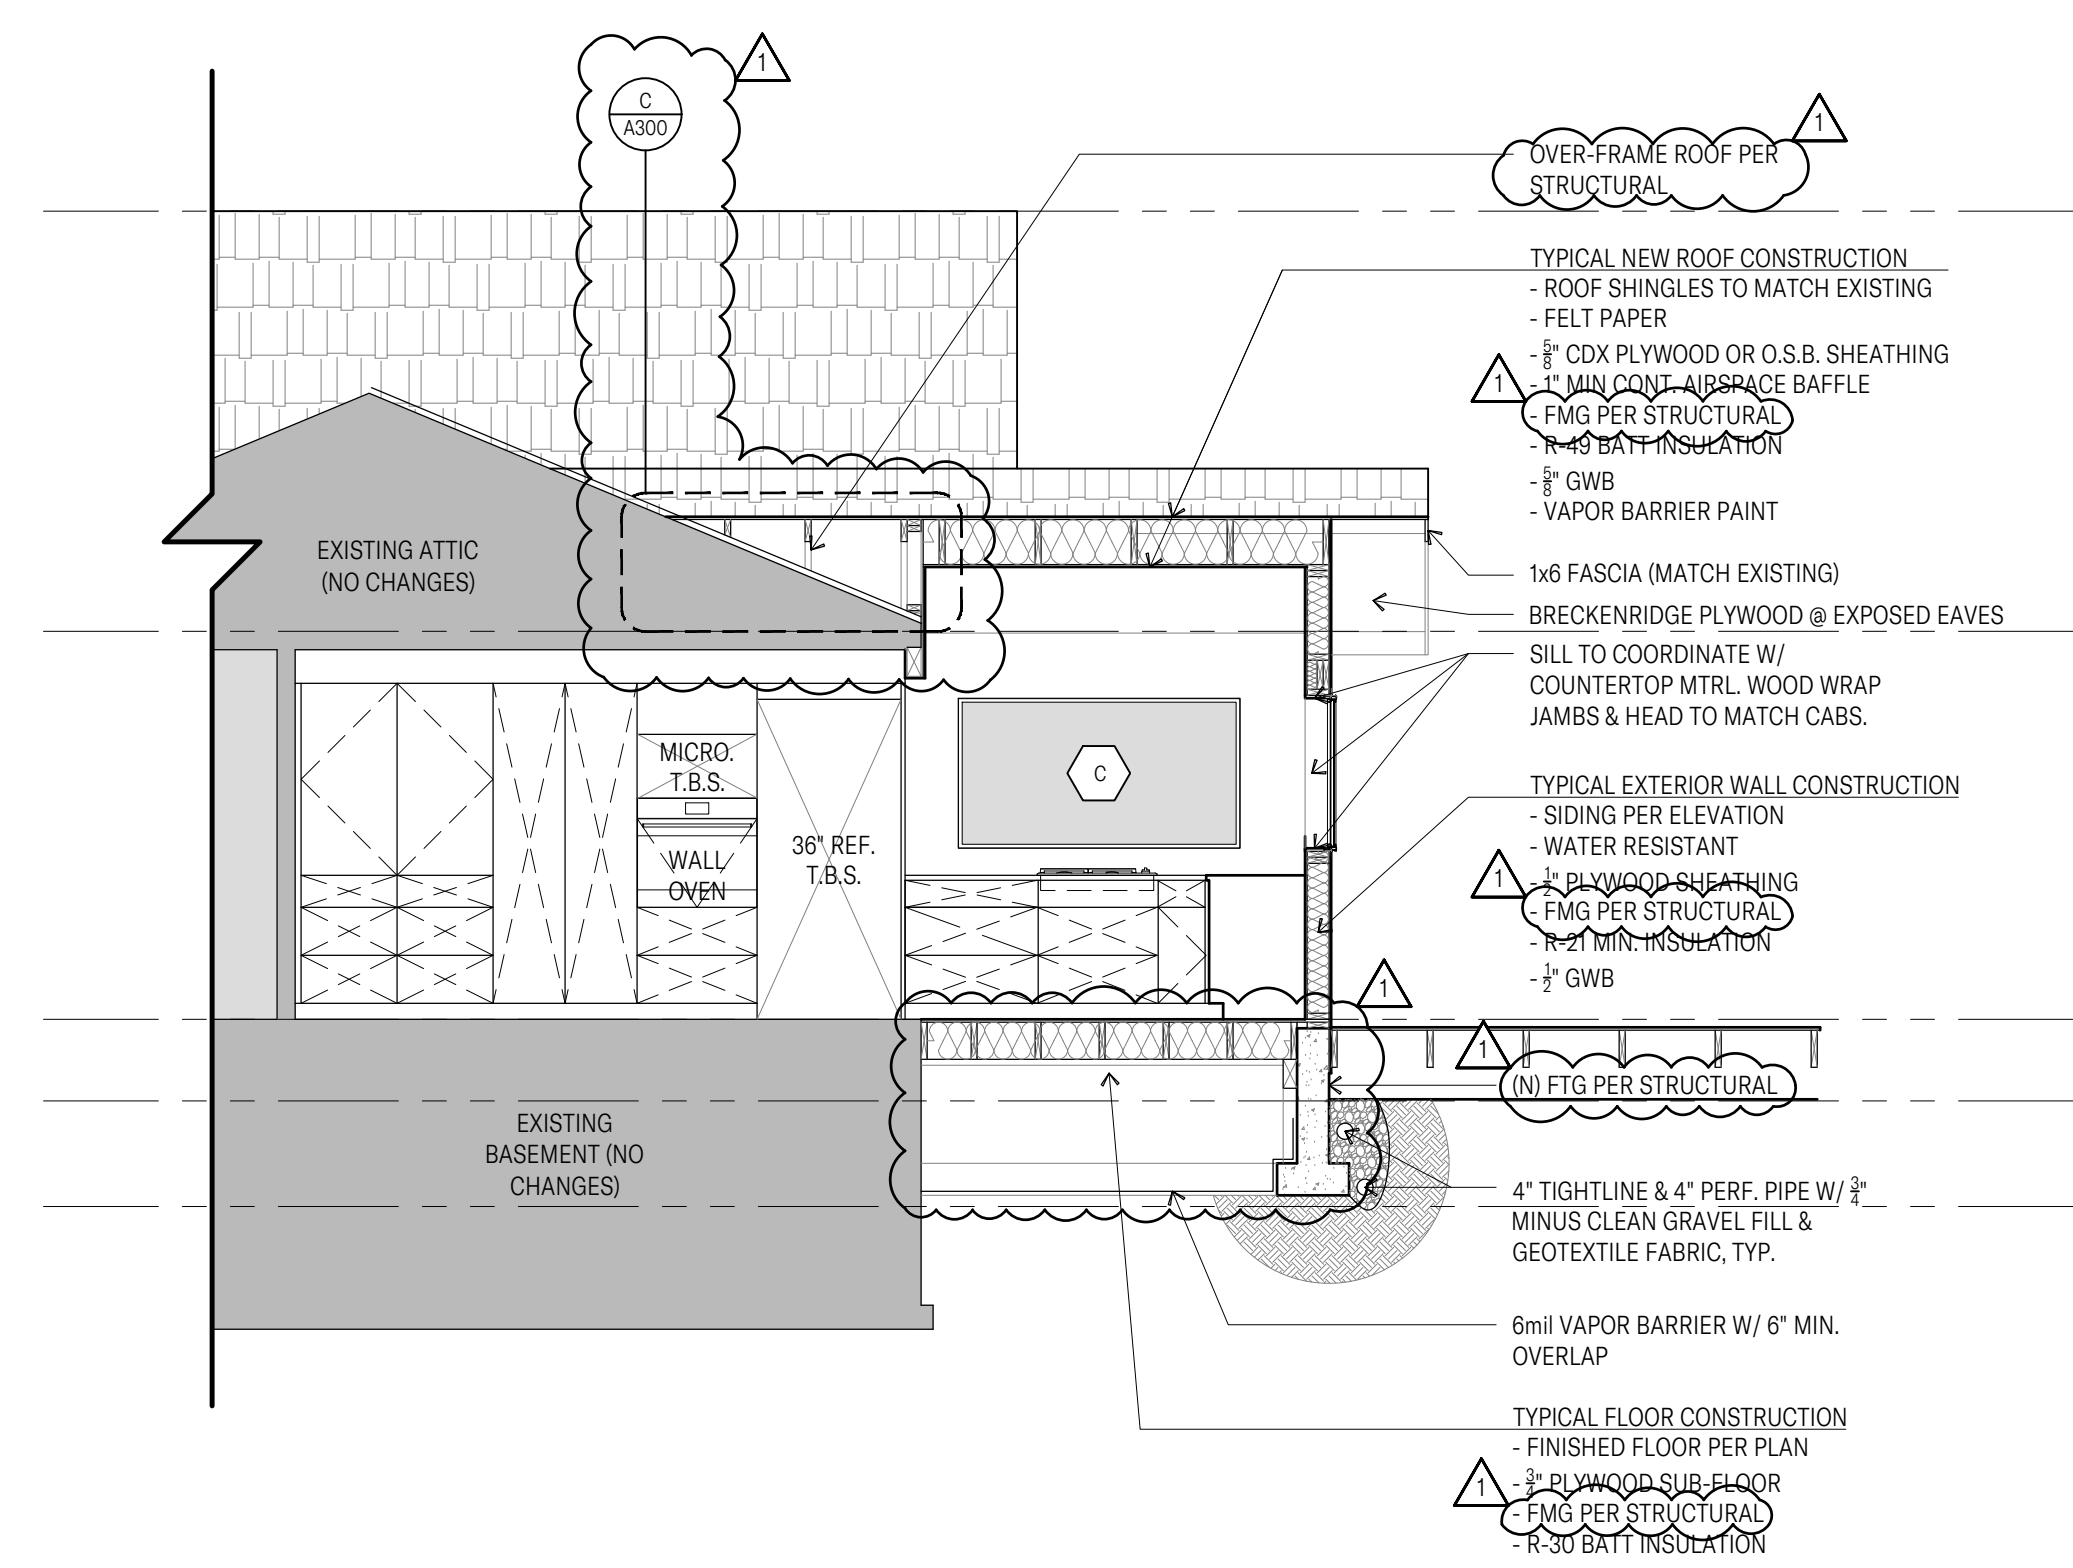 1
C
A300
1
OVER-FRAME ROOF PER
STRUCTURAL
TYPICAL NEW ROOF CONSTRUCTION
- ROOF SHINGLES TO MATCH EXISTING
- FELT PAPER
- 5/8" CDX PLYWOOD OR O.S.B. SHEATHING
- 1" MIN CONT. AIRSPACE BAFFLE
1
- FMG PER STRUCTURAL
- R-49 BATT INSULATION
- 5/8" GWB
- VAPOR BARRIER PAINT
EXISTING ATTIC
(NO CHANGES)
1x6 FASCIA (MATCH EXISTING)
BRECKENRIDGE PLYWOOD @ EXPOSED EAVES
SILL TO COORDINATE W/
COUNTERTOP MTRL. WOOD WRAP
JAMBS & HEAD TO MATCH CABS.
MICRO.
T.B.S.
WALL
OVEN
36" REF.
T.B.S.
C
TYPICAL EXTERIOR WALL CONSTRUCTION
- SIDING PER ELEVATION
- WATER RESISTANT
- 1/2" PLYWOOD SHEATHING
1
- FMG PER STRUCTURAL
- R-21 MIN. INSULATION
- 1/2" GWB
1
1
(N) FTG PER STRUCTURAL
EXISTING
BASEMENT (NO
CHANGES)
4" TIGHTLINE & 4" PERF. PIPE W/ 3/4"
MINUS CLEAN GRAVEL FILL &
GEOTEXTILE FABRIC, TYP.
6mil VAPOR BARRIER W/ 6" MIN.
OVERLAP
TYPICAL FLOOR CONSTRUCTION
- FINISHED FLOOR PER PLAN
- 3/4" PLYWOOD SUB-FLOOR
1
- FMG PER STRUCTURAL
- R-30 BATT INSULATION